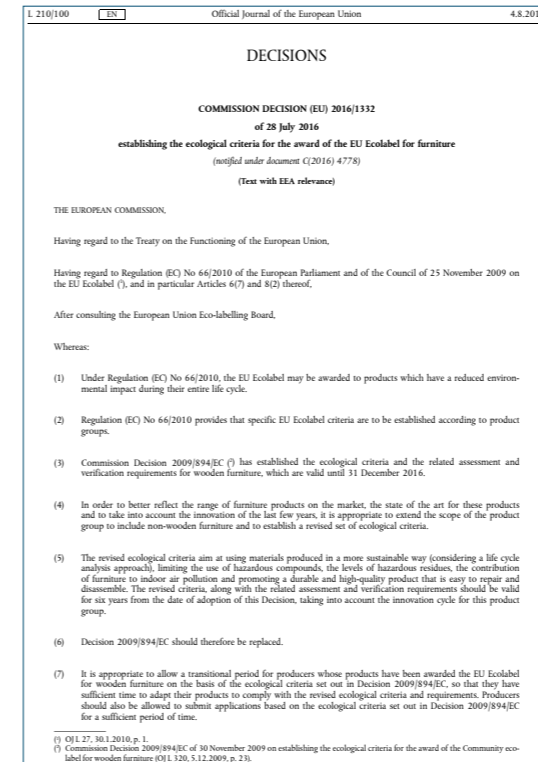 L 210/100 EN Official Journal of the European Union 4.8.201
DECISIONS
COMMISSION DECISION (EU) 2016/1332
of 28 July 2016
establishing the ecological criteria for the award of the EU Ecolabel for furniture
(notified under document C(2016) 4778)
(Text with EEA relevance)
THE EUROPEAN COMMISSION,
Having regard to the Treaty on the Functioning of the European Union,
Having regard to Regulation (EC) No 66/2010 of the European Parliament and of the Council of 25 November 2009 on
the EU Ecolabel (¹), and in particular Articles 6(7) and 8(2) thereof,
After consulting the European Union Eco-labelling Board,
Whereas:
(1) Under Regulation (EC) No 66/2010, the EU Ecolabel may be awarded to products which have a reduced environ-
mental impact during their entire life cycle.
(2) Regulation (EC) No 66/2010 provides that specific EU Ecolabel criteria are to be established according to product
groups.
(3) Commission Decision 2009/894/EC (²) has established the ecological criteria and the related assessment and
verification requirements for wooden furniture, which are valid until 31 December 2016.
(4) In order to better reflect the range of furniture products on the market, the state of the art for these products
and to take into account the innovation of the last few years, it is appropriate to extend the scope of the product
group to include non-wooden furniture and to establish a revised set of ecological criteria.
(5) The revised ecological criteria aim at using materials produced in a more sustainable way (considering a life cycle
analysis approach), limiting the use of hazardous compounds, the levels of hazardous residues, the contribution
of furniture to indoor air pollution and promoting a durable and high-quality product that is easy to repair and
disassemble. The revised criteria, along with the related assessment and verification requirements should be valid
for six years from the date of adoption of this Decision, taking into account the innovation cycle for this product
group.
(6) Decision 2009/894/EC should therefore be replaced.
(7) It is appropriate to allow a transitional period for producers whose products have been awarded the EU Ecolabel
for wooden furniture on the basis of the ecological criteria set out in Decision 2009/894/EC, so that they have
sufficient time to adapt their products to comply with the revised ecological criteria and requirements. Producers
should also be allowed to submit applications based on the ecological criteria set out in Decision 2009/894/EC
for a sufficient period of time.
(¹) OJ L 27, 30.1.2010, p. 1.
(²) Commission Decision 2009/894/EC of 30 November 2009 on establishing the ecological criteria for the award of the Community eco-
label for wooden furniture (OJ L 320, 5.12.2009, p. 23).